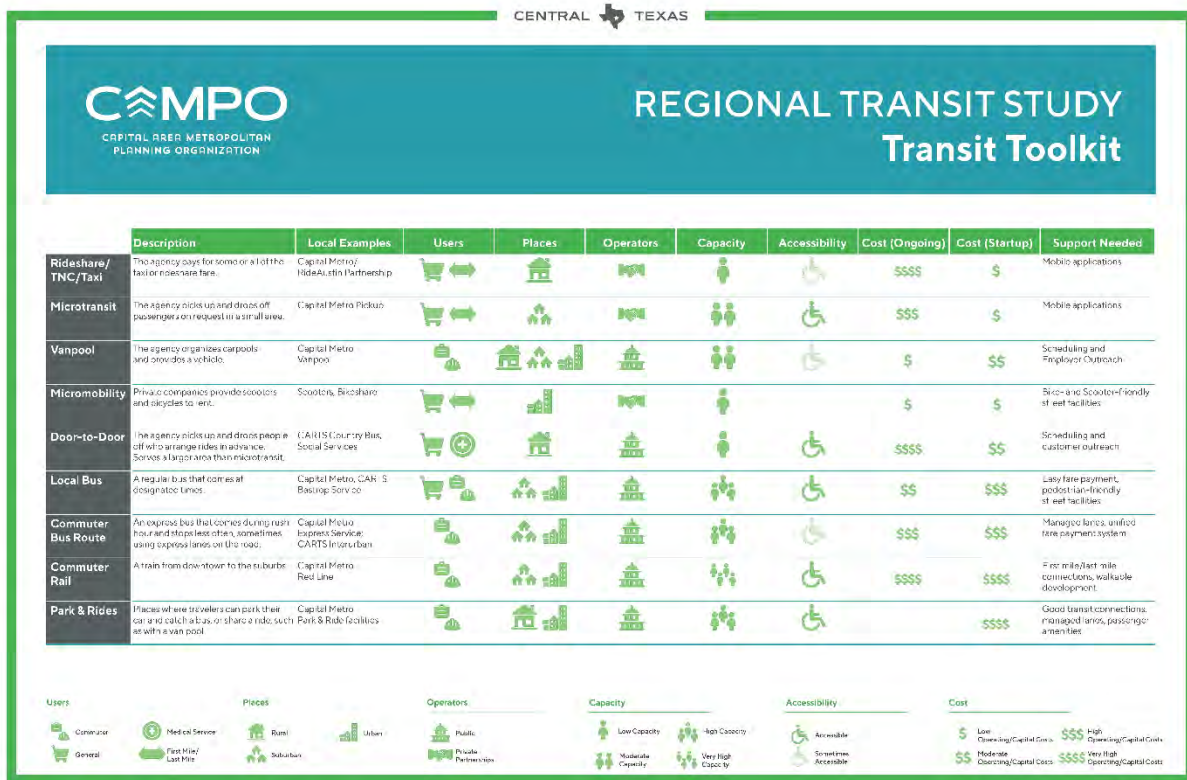 CENTRAL TEXAS
CAMPO
CAPITAL AREA METROPOLITAN
PLANNING ORGANIZATION
REGIONAL TRANSIT STUDY
Transit Toolkit
Description Local Examples Users Places Operators Capacity Accessibility Cost (Ongoing) Cost (Startup) Support Needed
Rideshare/
TNC/Taxi
The agency pays for some or all of the
taxi or rideshare fare.
Capital Metro/
RideAustin Partnership
$$$$ $
Mobile applications
Microtransit
The agency picks up and drops off
passengers on request in a small area.
Capital Metro Pickup
$$$ $
Mobile applications
Vanpool
The agency organizes carpools
and provides a vehicle.
Capital Metro
Vanpool
$ $$
Scheduling and
Employer Outreach
Micromobility
Private companies provide scooters
and bicycles to rent.
Scooters, Bikeshare
$ $
Bike- and Scooter-friendly
street facilities
Door-to-Door
The agency picks up and drops people
off who arrange rides in advance.
Serves a larger area than microtransit.
CARTS Country Bus,
Social Services
$$$$ $$
Scheduling and
customer outreach
Local Bus
A regular bus that comes at
designated times.
Capital Metro, CARTS
Bastrop Service
$$ $$$
Easy fare payment,
pedestrian-friendly
street facilities
Commuter
Bus Route
An express bus that comes during rush
hour and stops less often, sometimes
using express lanes on the road.
Capital Metro
Express Service;
CARTS Interurban
$$$ $$$
Managed lanes, unified
fare payment system
Commuter
Rail
A train from downtown to the suburbs
Capital Metro
Red Line
$$$$ $$$$
First mile/last mile
connections, walkable
development
Park & Rides
Places where travelers can park their
car and catch a bus, or share a ride, such
as with a van pool.
Capital Metro
Park & Ride facilities
$$$$
Good transit connections,
managed lanes, passenger
amenities
Users
Commuter
General
Medical Service
First Mile/
Last Mile
Places
Rural
Suburban
Urban
Operators
Public
Private
Partnerships
Capacity
Low Capacity
Moderate
Capacity
High Capacity
Very High
Capacity
Accessibility
Accessible
Sometimes
Accessible
Cost
$ Low
Operating/Capital Costs
$$ Moderate
Operating/Capital Costs
$$$ High
Operating/Capital Costs
$$$$ Very High
Operating/Capital Costs